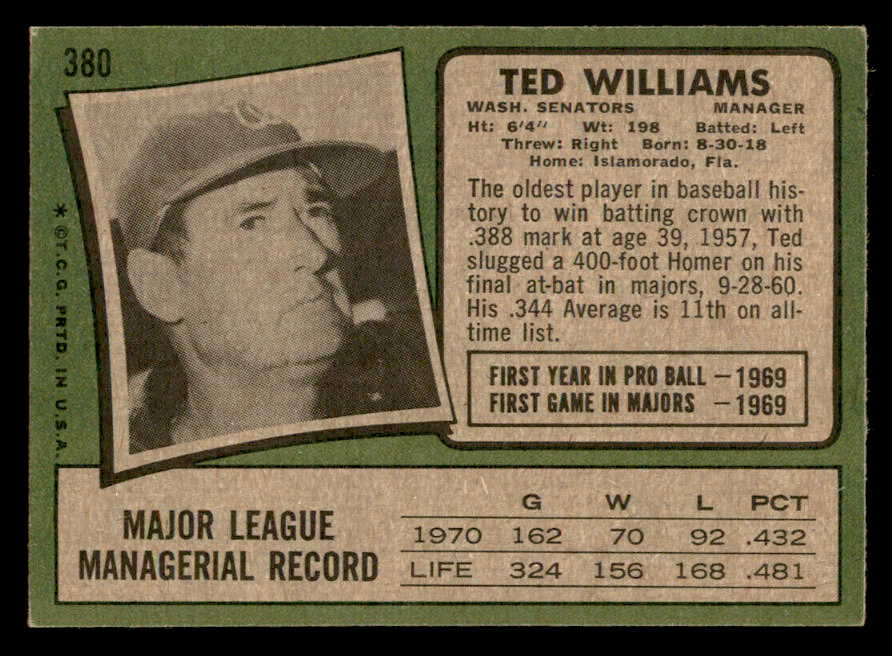 380
* ©T.C.G. PRTD. IN U.S.A.
TED WILLIAMS
WASH. SENATORS MANAGER
Ht: 6'4" Wt: 198 Batted: Left
Threw: Right Born: 8-30-18
Home: Islamorado, Fla.
The oldest player in baseball his-
tory to win batting crown with
.388 mark at age 39, 1957, Ted
slugged a 400-foot Homer on his
final at-bat in majors, 9-28-60.
His .344 Average is 11th on all-
time list.
FIRST YEAR IN PRO BALL — 1969
FIRST GAME IN MAJORS — 1969
MAJOR LEAGUE
MANAGERIAL RECORD
G W L PCT
1970 162 70 92 .432
LIFE 324 156 168 .481